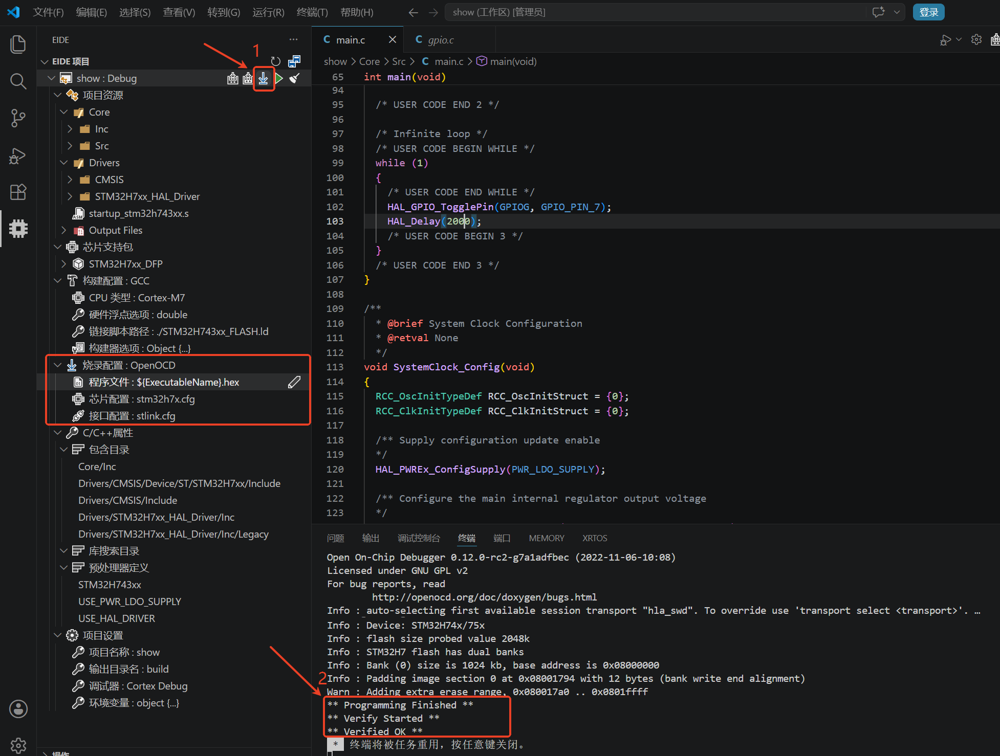 文件(F) 编辑(E) 选择(S) 查看(V) 转到(G) 运行(R) 终端(T) 帮助(H) show (工作区) [管理员] 登录
EIDE
1
EIDE 项目
show : Debug
项目资源
Core
Inc
Src
Drivers
CMSIS
STM32H7xx_HAL_Driver
startup_stm32h743xx.s
Output Files
芯片支持包
STM32H7xx_DFP
构建配置 : GCC
CPU 类型 : Cortex-M7
硬件浮点选项 : double
链接脚本路径 : ./STM32H743xx_FLASH.ld
构建器选项 : Object {...}
烧录配置 : OpenOCD
程序文件 : ${ExecutableName}.hex
芯片配置 : stm32h7x.cfg
接口配置 : stlink.cfg
C/C++属性
包含目录
Core/Inc
Drivers/CMSIS/Device/ST/STM32H7xx/Include
Drivers/CMSIS/Include
Drivers/STM32H7xx_HAL_Driver/Inc
Drivers/STM32H7xx_HAL_Driver/Inc/Legacy
库搜索目录
预处理器定义
STM32H743xx
USE_PWR_LDO_SUPPLY
USE_HAL_DRIVER
项目设置
项目名称 : show
输出目录名 : build
调试器 : Cortex Debug
环境变量 : object {...}
操作
C main.c C gpio.c
show > Core > Src > C main.c > main(void)
65 int main(void)
94
95 /* USER CODE END 2 */
96
97 /* Infinite loop */
98 /* USER CODE BEGIN WHILE */
99 while (1)
100 {
101 /* USER CODE END WHILE */
102 HAL_GPIO_TogglePin(GPIOG, GPIO_PIN_7);
103 HAL_Delay(2000);
104 /* USER CODE BEGIN 3 */
105 }
106 /* USER CODE END 3 */
107 }
108
109 /**
110 * @brief System Clock Configuration
111 * @retval None
112 */
113 void SystemClock_Config(void)
114 {
115 RCC_OscInitTypeDef RCC_OscInitStruct = {0};
116 RCC_ClkInitTypeDef RCC_ClkInitStruct = {0};
117
118 /** Supply configuration update enable
119 */
120 HAL_PWREx_ConfigSupply(PWR_LDO_SUPPLY);
121
122 /** Configure the main internal regulator output voltage
123 */
问题 输出 调试控制台 终端 端口 MEMORY XRTOS
Open On-Chip Debugger 0.12.0-rc2-g7a1adfbec (2022-11-06-10:08)
Licensed under GNU GPL v2
For bug reports, read
http://openocd.org/doc/doxygen/bugs.html
Info : auto-selecting first available session transport "hla_swd". To override use 'transport select <transport>'. …
Info : Device: STM32H74x/75x
Info : flash size probed value 2048k
Info : STM32H7 flash has dual banks
Info : Bank (0) size is 1024 kb, base address is 0x08000000
2
Info : Padding image section 0 at 0x08001794 with 12 bytes (bank write end alignment)
Warn : Adding extra erase range, 0x080017a0 .. 0x0801ffff
** Programming Finished **
** Verify Started **
** Verified OK **
* 终端将被任务重用，按任意键关闭。